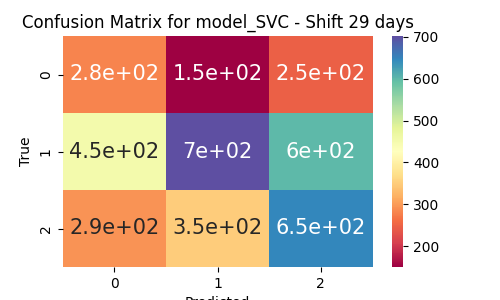 Confusion Matrix for model_SVC - Shift 29 days
0 2.8e+02 1.5e+02 2.5e+02
1 4.5e+02 7e+02 6e+02
2 2.9e+02 3.5e+02 6.5e+02
True
0 1 2
Predicted
700
600
500
400
300
200